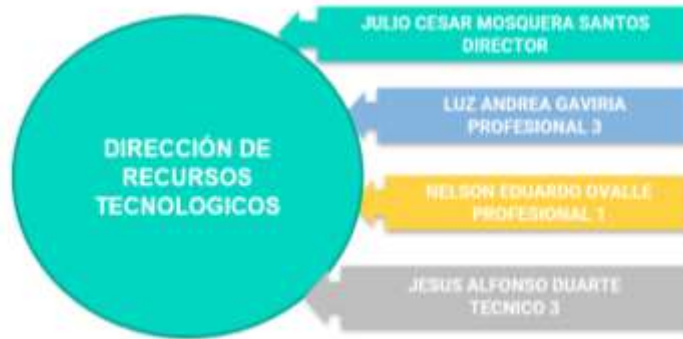 DIRECCIÓN DE
RECURSOS
TECNOLOGICOS
JULIO CESAR MOSQUERA SANTOS
DIRECTOR
LUZ ANDREA GAVIRIA
PROFESIONAL 3
NELSON EDUARDO OVALLE
PROFESIONAL 1
JESUS ALFONSO DUARTE
TECNICO 3